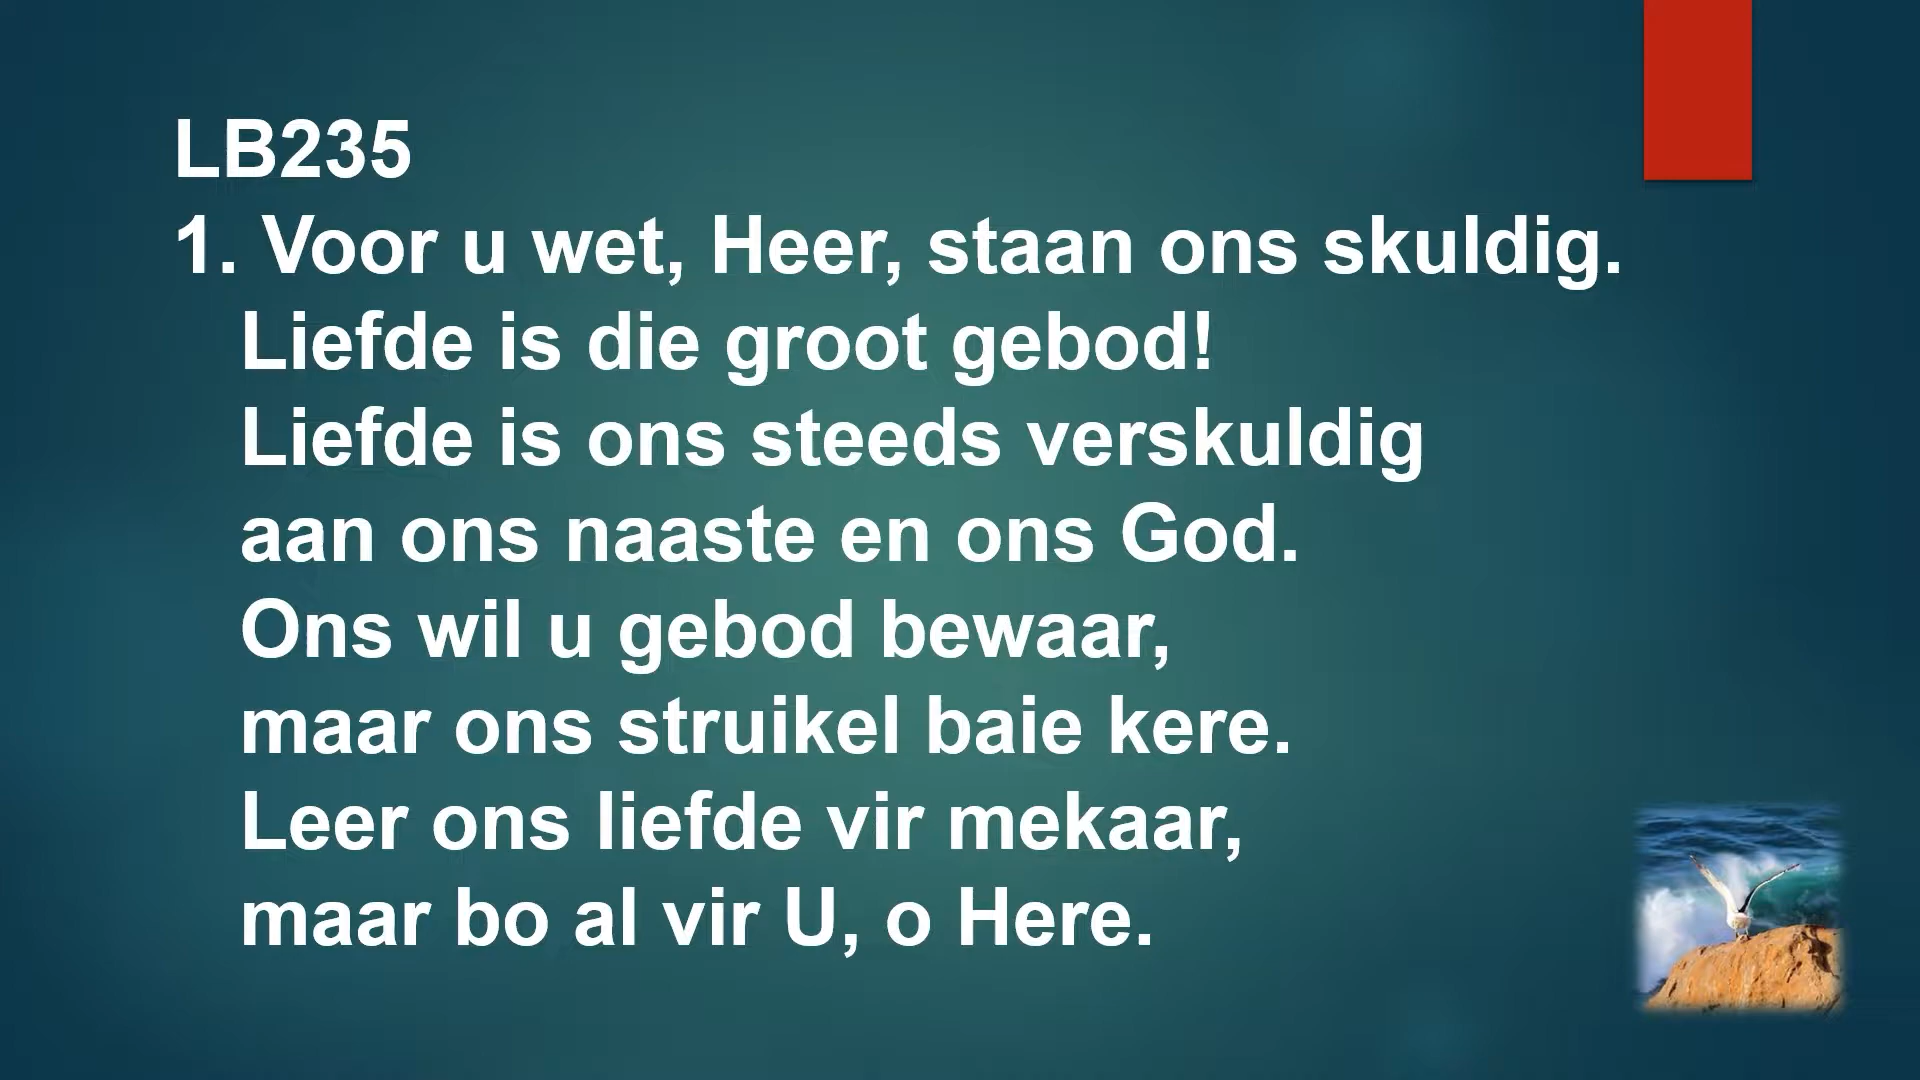 LB235
1. Voor u wet, Heer, staan ons skuldig.
Liefde is die groot gebod!
Liefde is ons steeds verskuldig
aan ons naaste en ons God.
Ons wil u gebod bewaar,
maar ons struikel baie kere.
Leer ons liefde vir mekaar,
maar bo al vir U, o Here.